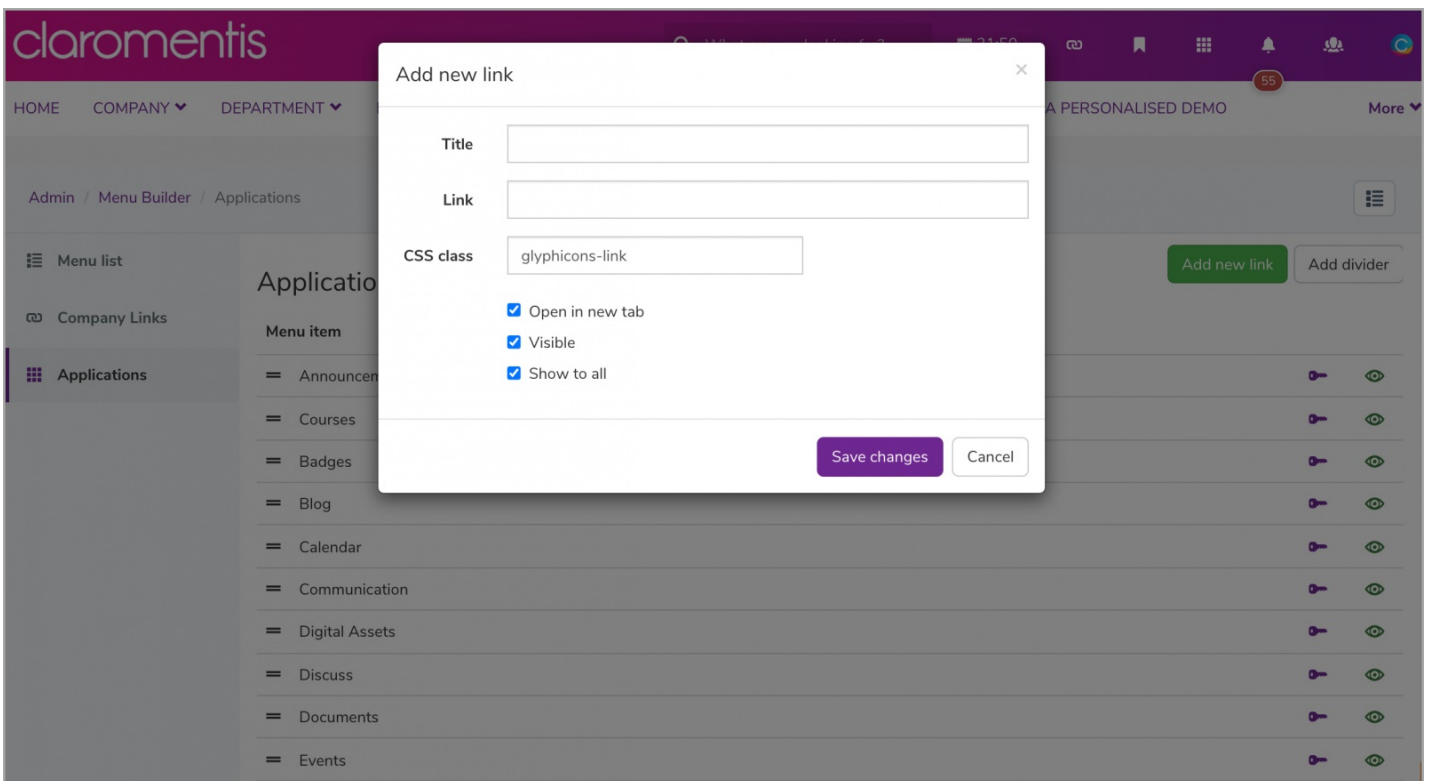 claromentis
21:50
55
HOME COMPANY DEPARTMENT A PERSONALISED DEMO More
Add new link
×
Title
Link
Admin / Menu Builder / Applications
CSS class glyphicons-link
Menu list
Add new link Add divider
Applicatio
Open in new tab
Company Links
Menu item
Visible
Show to all
Applications
Announcem
Courses
Save changes Cancel
Badges
Blog
Calendar
Communication
Digital Assets
Discuss
Documents
Events